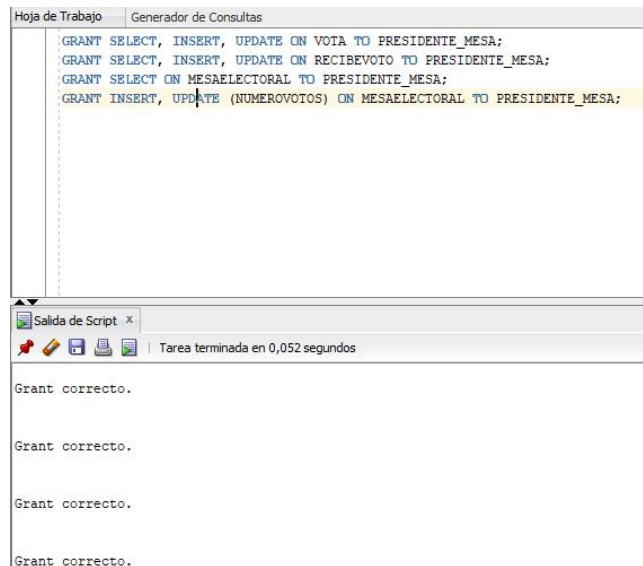 Hoja de Trabajo Generador de Consultas
GRANT SELECT, INSERT, UPDATE ON VOTA TO PRESIDENTE_MESA;
GRANT SELECT, INSERT, UPDATE ON RECIBEVOTO TO PRESIDENTE_MESA;
GRANT SELECT ON MESAELECTORAL TO PRESIDENTE_MESA;
GRANT INSERT, UPDATE (NUMEROVOTOS) ON MESAELECTORAL TO PRESIDENTE_MESA;
Salida de Script x
Tarea terminada en 0,052 segundos
Grant correcto.
Grant correcto.
Grant correcto.
Grant correcto.